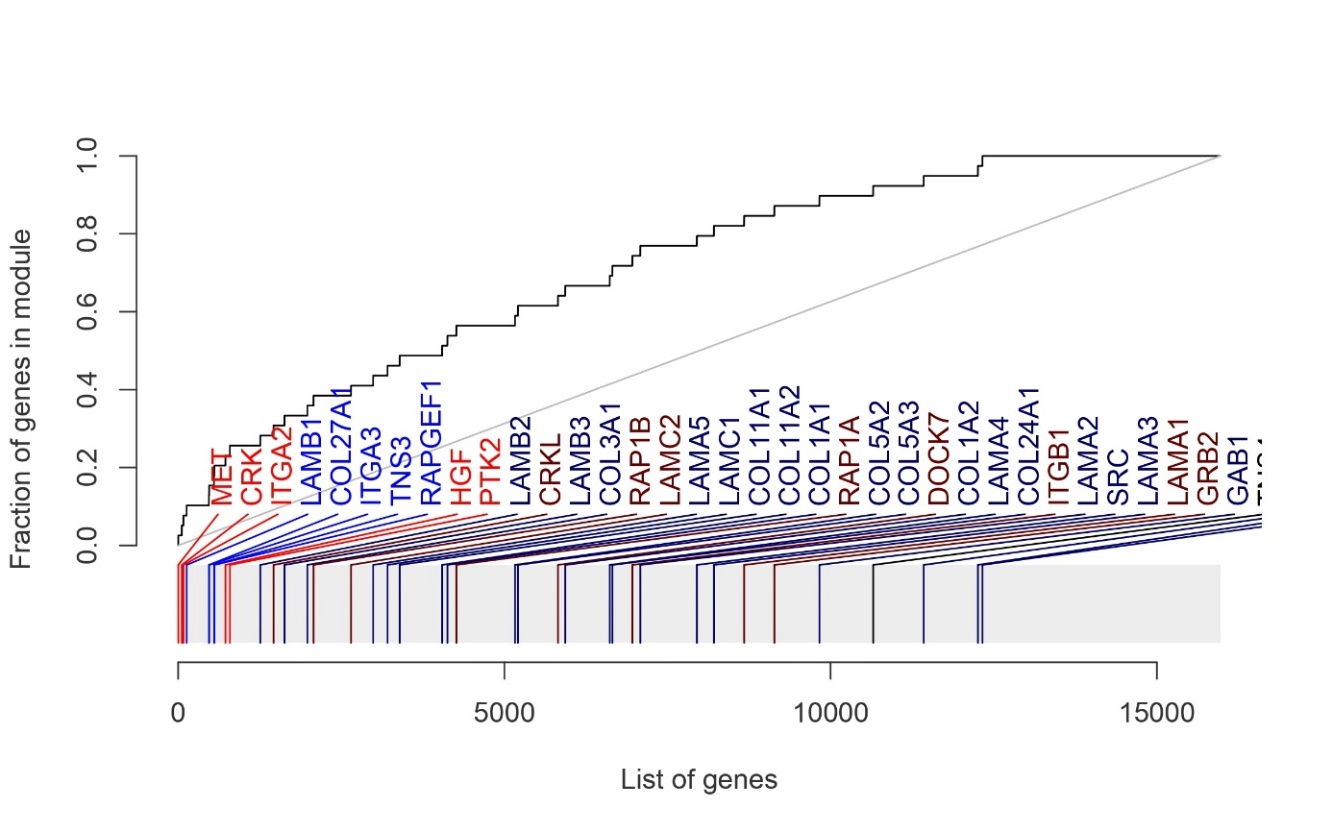 Fraction of genes in module
1.0
0.8
0.6
0.4
0.2
0.0
MET
CRK
ITGA2
LAMB1
COL27A1
ITGA3
TNS3
RAPGEF1
HGF
PTK2
LAMB2
CRKL
LAMB3
COL3A1
RAP1B
LAMC2
LAMA5
LAMC1
COL11A1
COL11A2
COL1A1
RAP1A
COL5A2
COL5A3
DOCK7
COL1A2
LAMA4
COL24A1
ITGB1
LAMA2
SRC
LAMA3
LAMA1
GRB2
GAB1
0
5000
10000
15000
List of genes